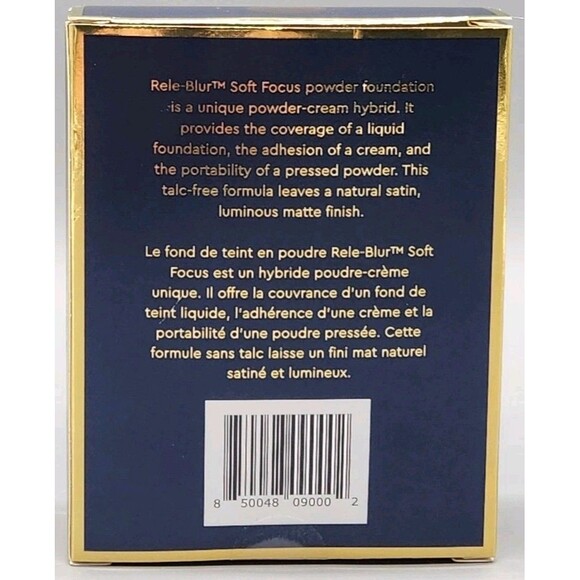 Rele-Blur™ Soft Focus powder foundation
is a unique powder-cream hybrid. It
provides the coverage of a liquid
foundation, the adhesion of a cream, and
the portability of a pressed powder. This
talc-free formula leaves a natural satin,
luminous matte finish.
Le fond de teint en poudre Rele-Blur™ Soft
Focus est un hybride poudre-crème
unique. Il offre la couvrance d'un fond de
teint liquide, l'adhérence d'une crème et la
portabilité d'une poudre pressée. Cette
formule sans talc laisse un fini mat naturel
satiné et lumineux.
8 50048 09000 2